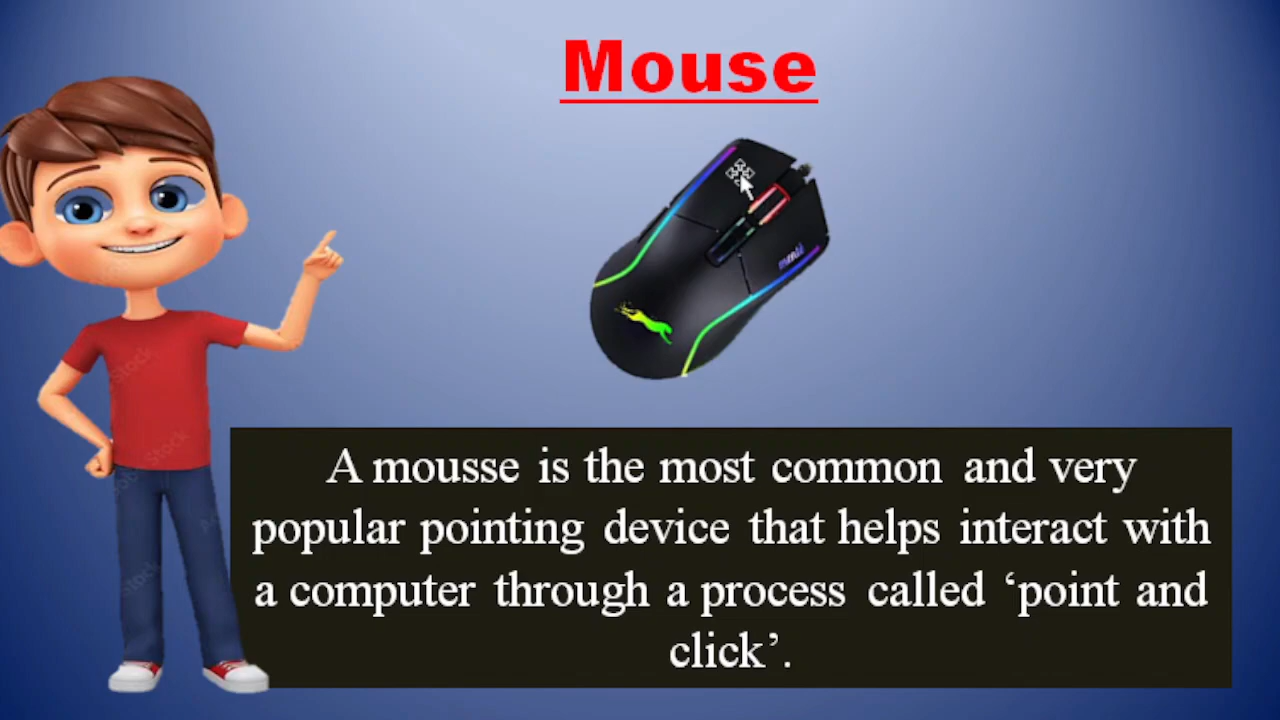 Mouse
A mousse is the most common and very
popular pointing device that helps interact with
a computer through a process called ‘point and
click’.